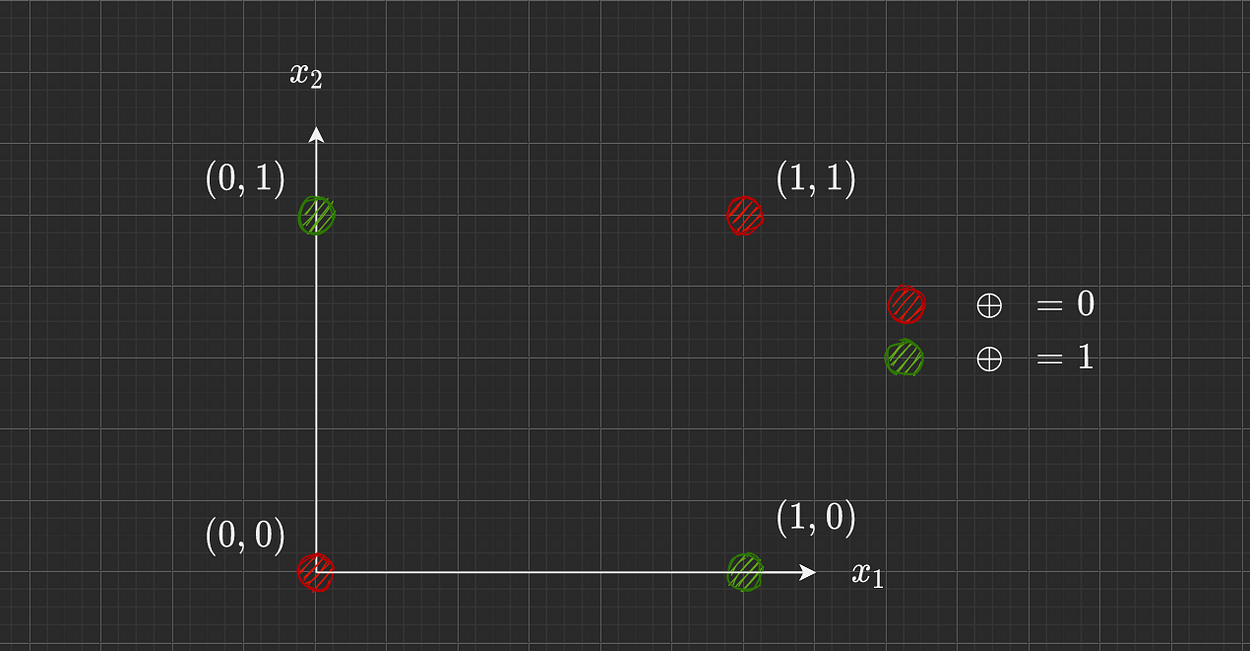 x₂
(0, 1)
(1, 1)
⊕ = 0
⊕ = 1
(0, 0)
(1, 0)
x₁